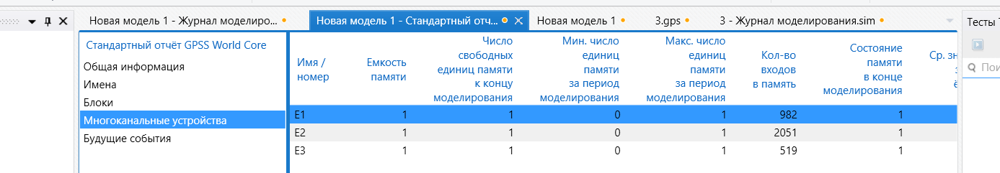 Новая модель 1 - Журнал моделиро...
Новая модель 1 - Стандартный отч...
Новая модель 1
3.gps
3 - Журнал моделирования.sim
Тесты
Стандартный отчёт GPSS World Core
Общая информация
Имена
Блоки
Многоканальные устройства
Будущие события
Имя /
номер
Емкость
памяти
Число
свободных
единиц памяти
к концу
моделирования
Мин. число
единиц
памяти
за период
моделирования
Макс. число
единиц
памяти
за период
моделирования
Кол-во
входов
в память
Состояние
памяти
в конце
моделирования
Ср. зн
E1 1 1 0 1 982 1
E2 1 1 0 1 2051 1
E3 1 1 0 1 519 1
Пои